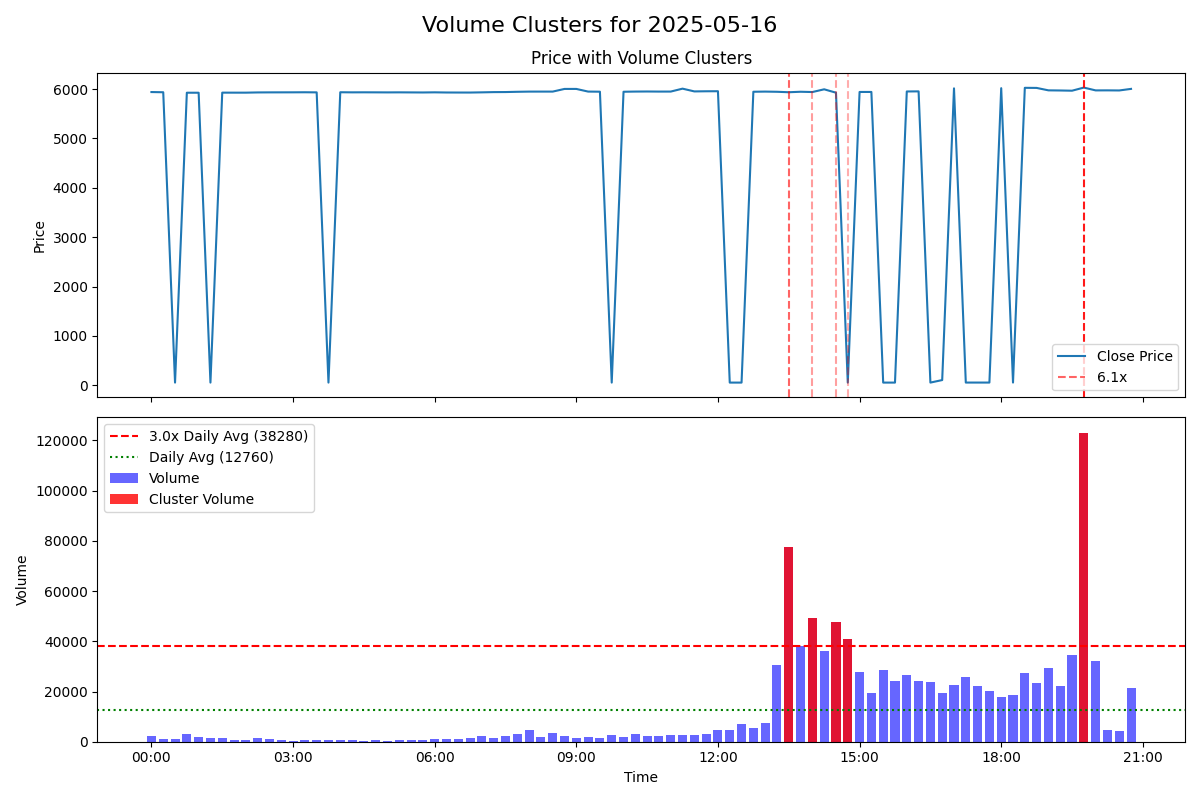 Volume Clusters for 2025-05-16
Price with Volume Clusters
6000
5000
4000
3000
2000
1000
0
Price
Close Price
6.1x
3.0x Daily Avg (38280)
Daily Avg (12760)
Volume
Cluster Volume
120000
100000
80000
60000
40000
20000
0
Volume
00:00 03:00 06:00 09:00 12:00 15:00 18:00 21:00
Time